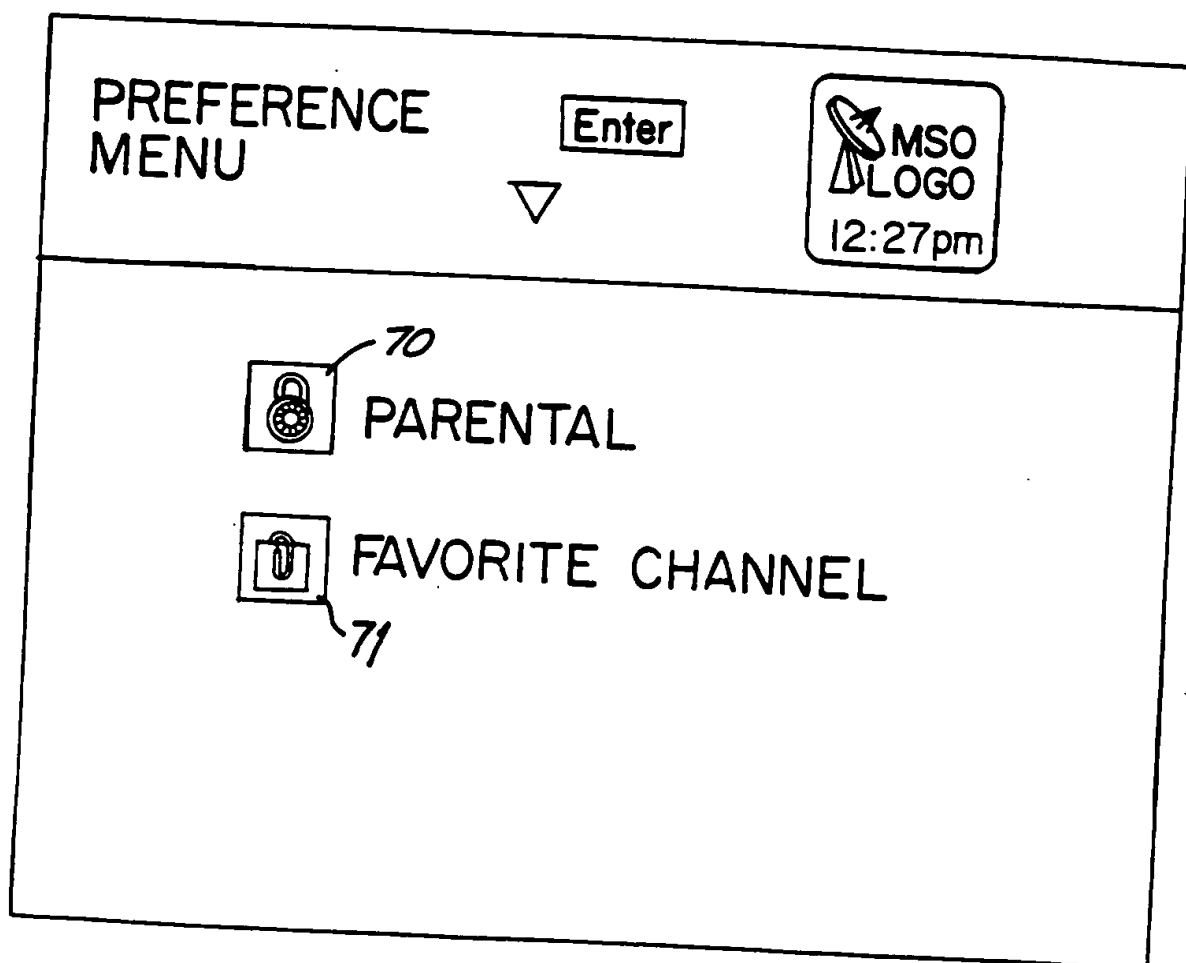 PREFERENCE
MENU
Enter
MSO
LOGO
12:27pm
70
PARENTAL
FAVORITE CHANNEL
71